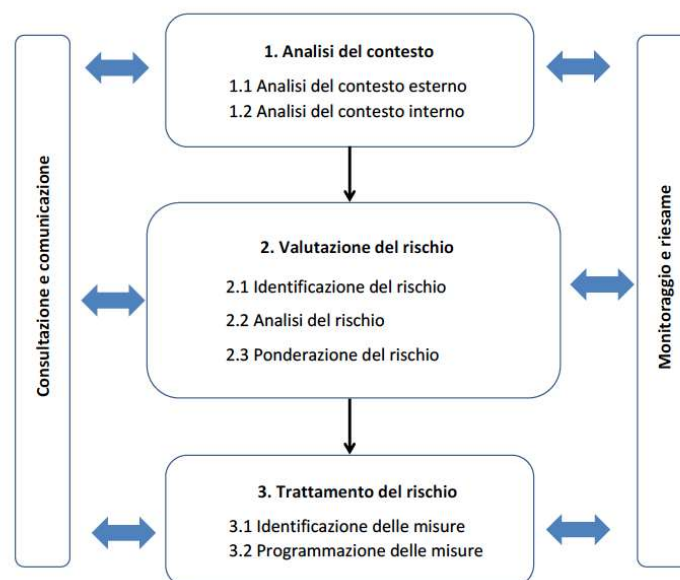 Consultazione e comunicazione
1. Analisi del contesto
1.1 Analisi del contesto esterno
1.2 Analisi del contesto interno
2. Valutazione del rischio
2.1 Identificazione del rischio
2.2 Analisi del rischio
2.3 Ponderazione del rischio
3. Trattamento del rischio
3.1 Identificazione delle misure
3.2 Programmazione delle misure
Monitoraggio e riesame